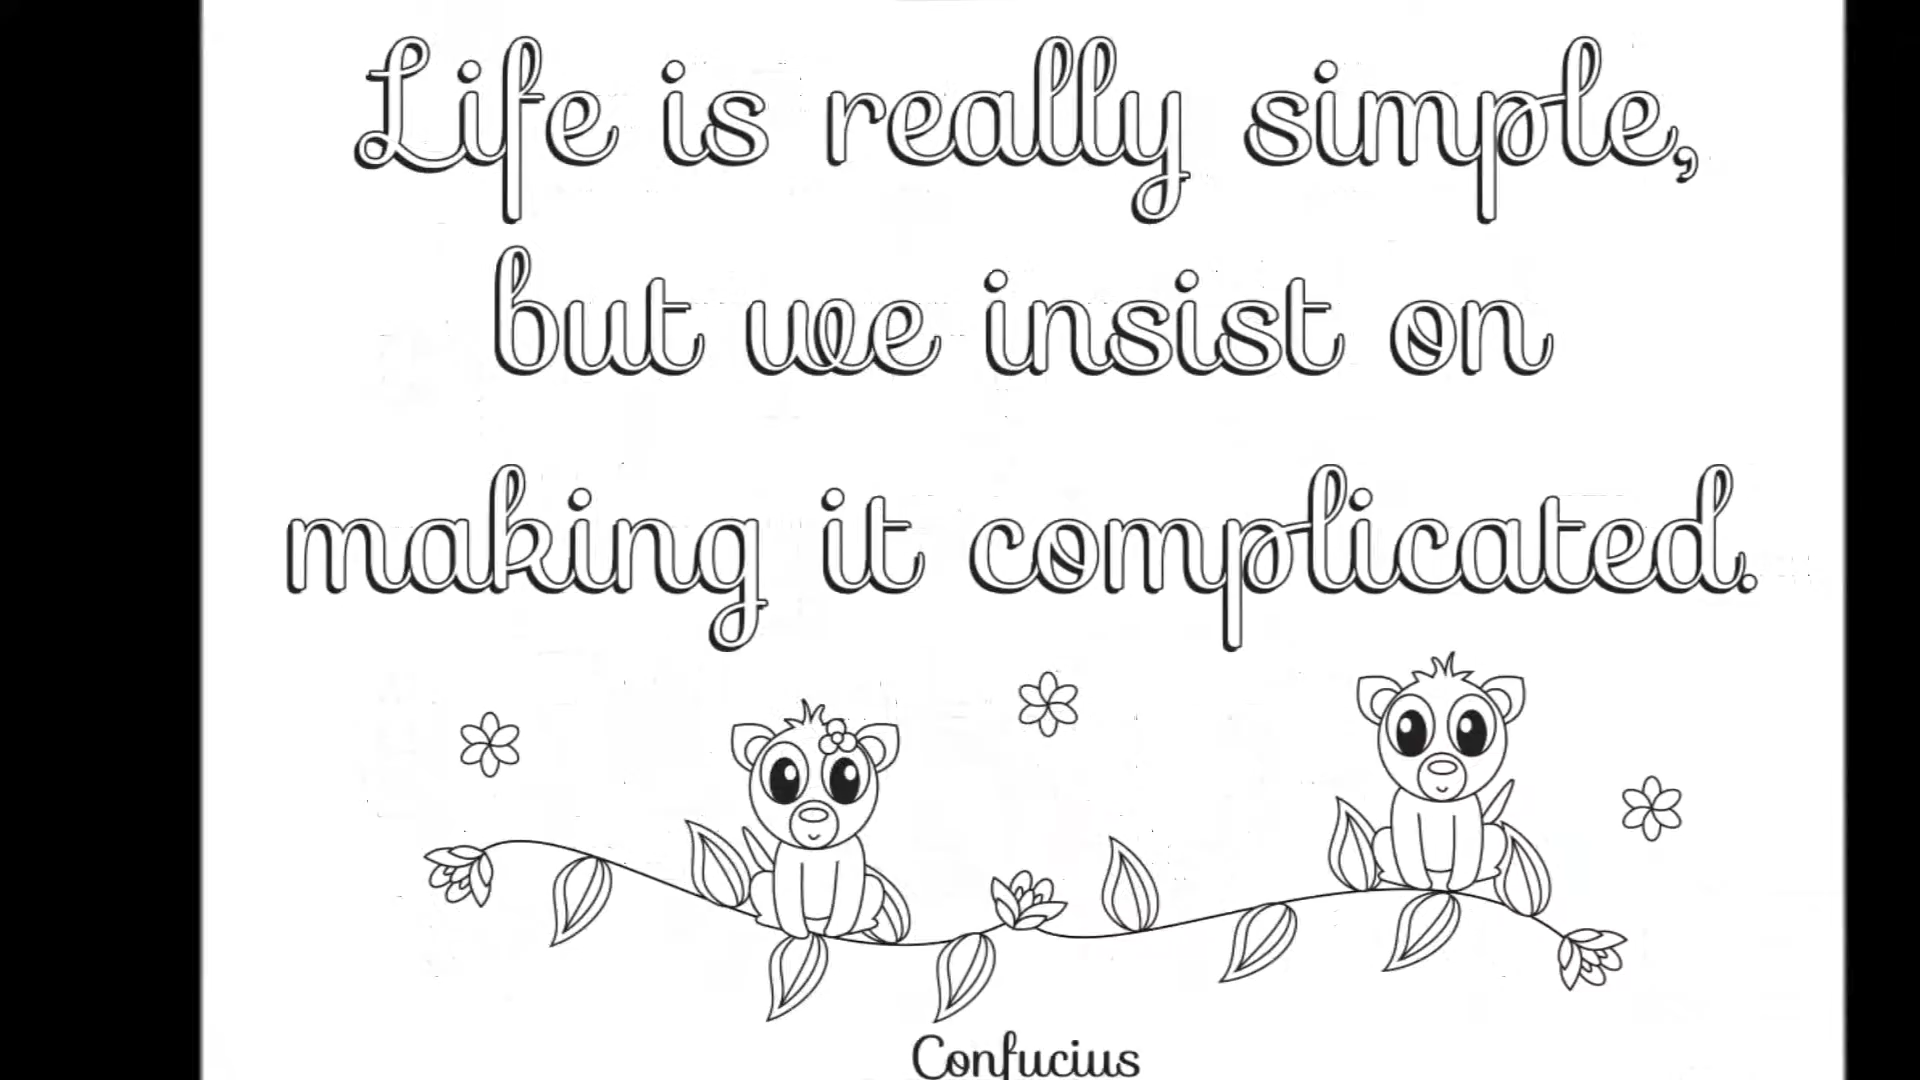 Life is really simple,
but we insist on
making it complicated.
Confucius